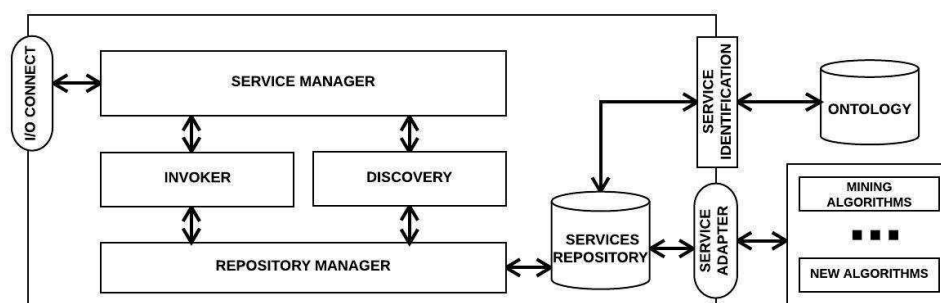 I/O CONNECT
SERVICE MANAGER
INVOKER
DISCOVERY
REPOSITORY MANAGER
SERVICES
REPOSITORY
SERVICE
IDENTIFICATION
SERVICE
ADAPTER
ONTOLOGY
MINING
ALGORITHMS
NEW ALGORITHMS